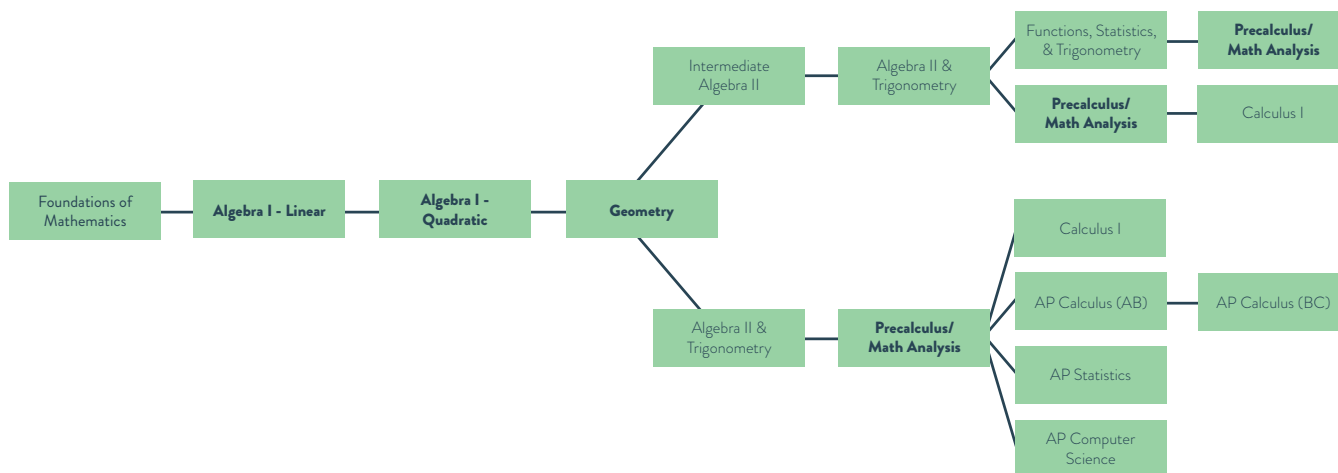 Functions, Statistics,
& Trigonometry
Precalculus/
Math Analysis
Intermediate
Algebra II
Algebra II &
Trigonometry
Precalculus/
Math Analysis
Calculus I
Foundations of
Mathematics
Algebra I - Linear
Algebra I -
Quadratic
Geometry
Calculus I
AP Calculus (AB)
AP Calculus (BC)
Algebra II &
Trigonometry
Precalculus/
Math Analysis
AP Statistics
AP Computer
Science